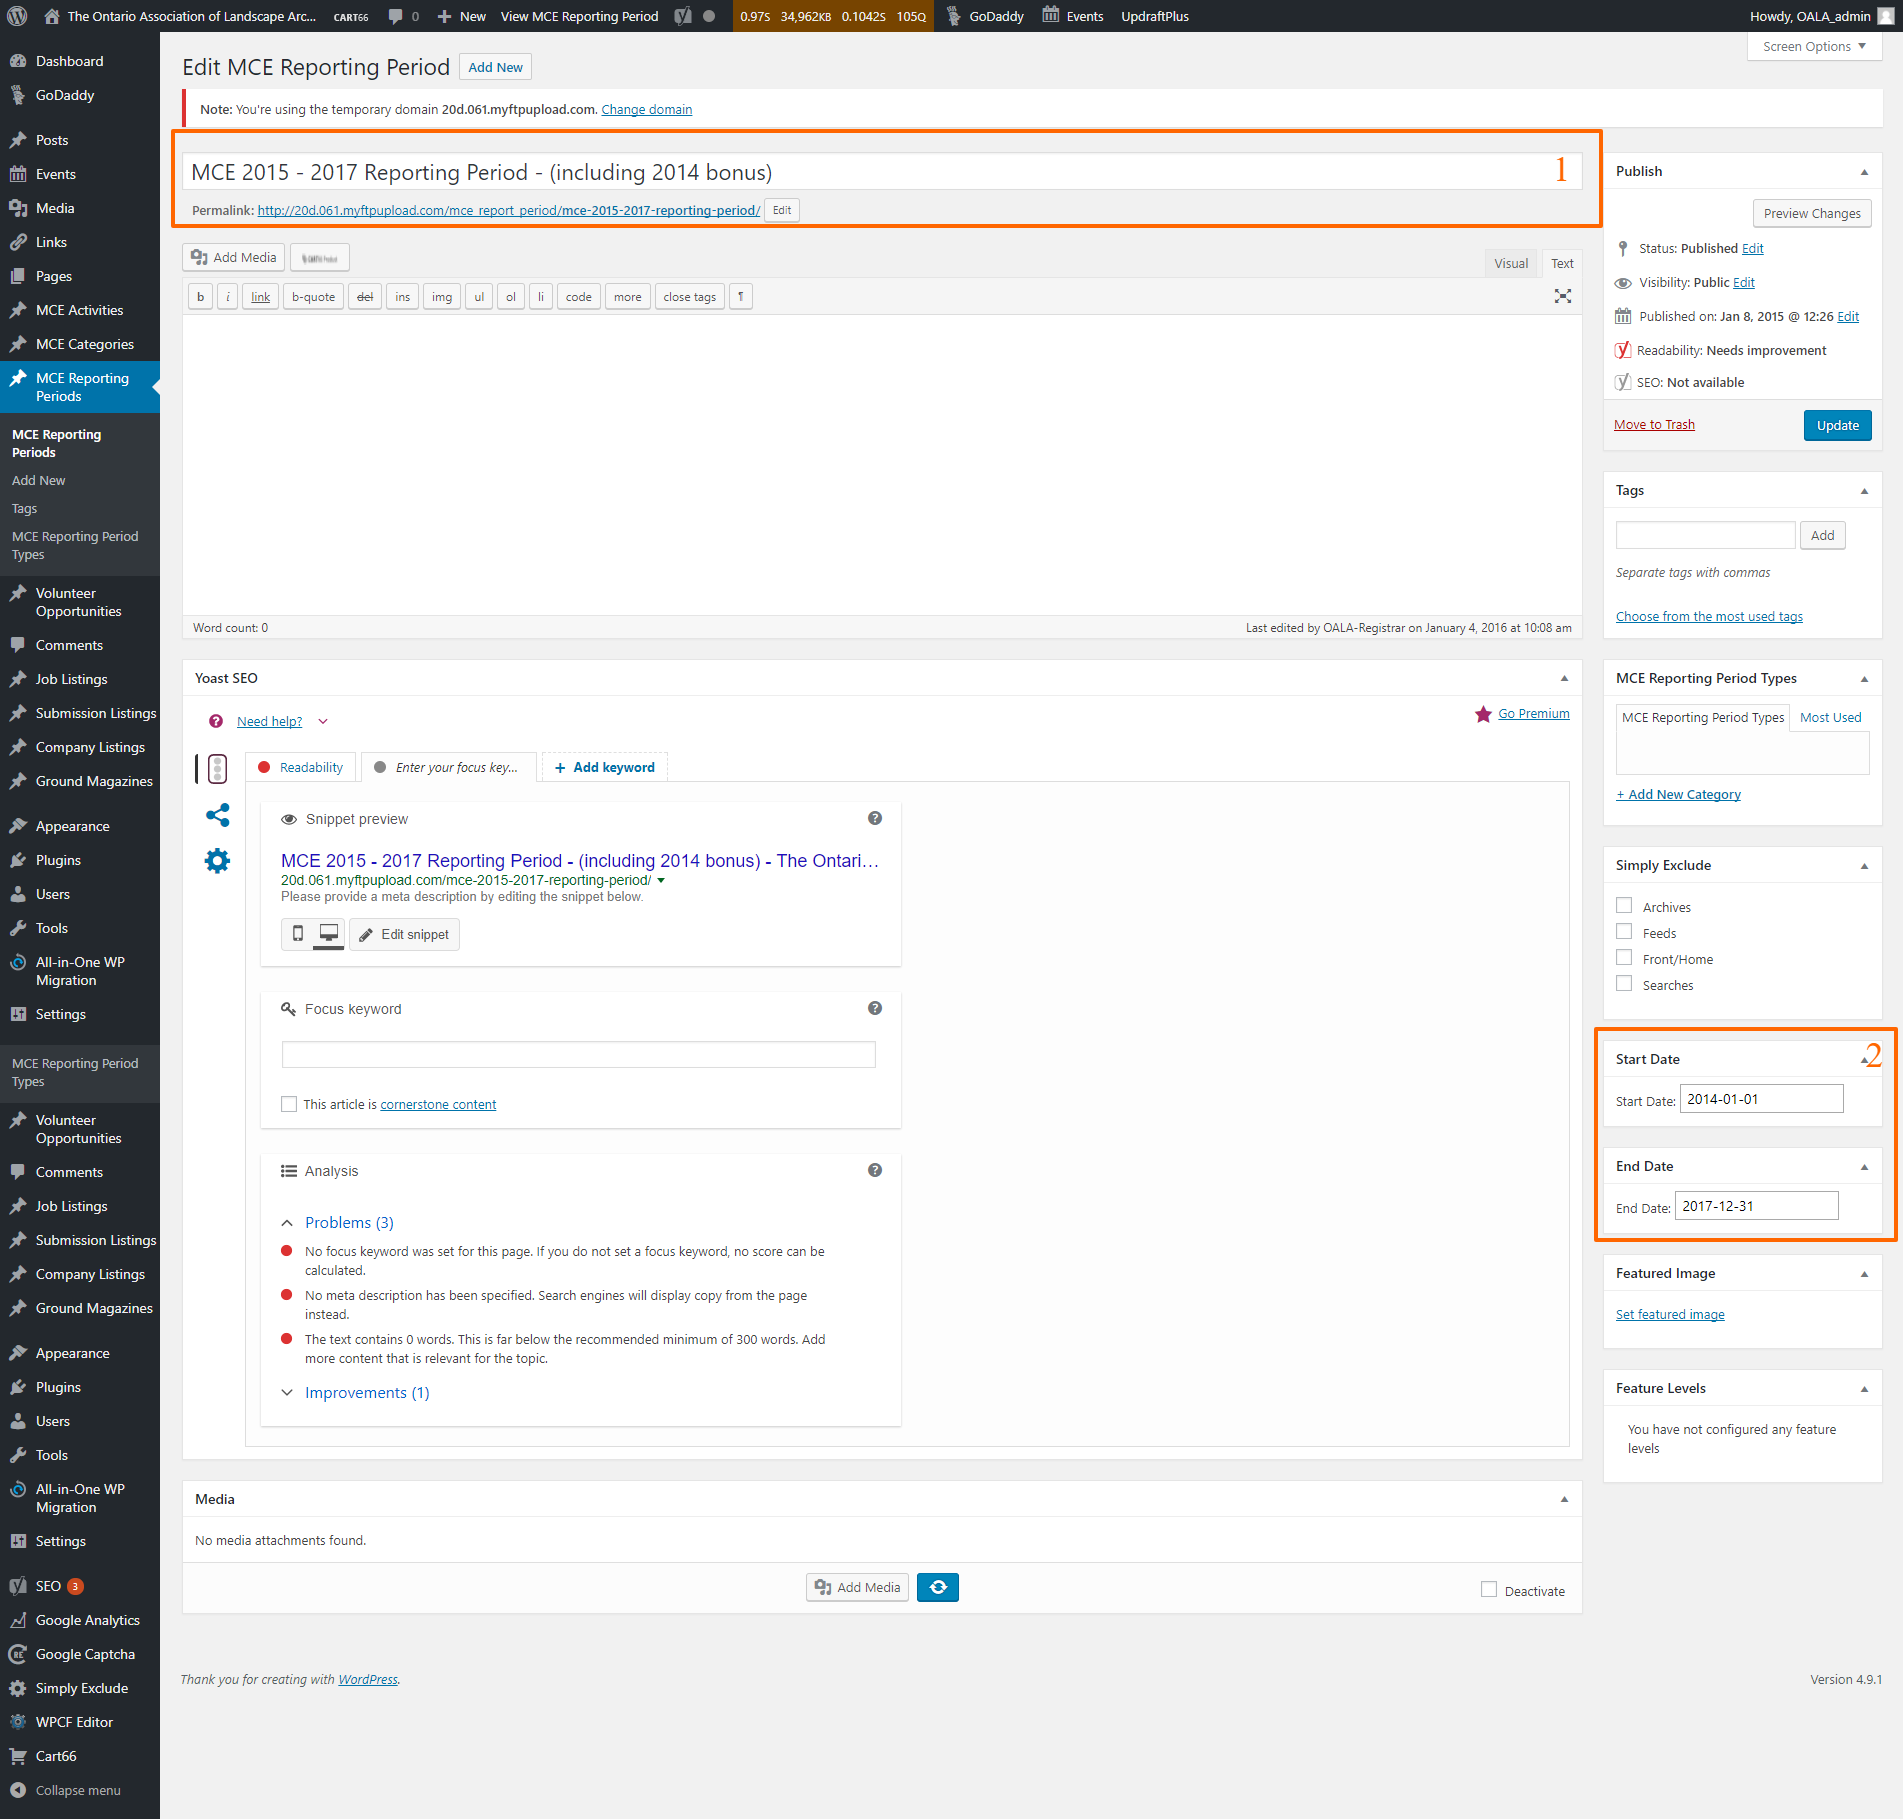 The Ontario Association of Landscape Arc... CART66 0 New View MCE Reporting Period 0.97S 34,962KB 0.1042S 105Q GoDaddy Events UpdraftPlus Howdy, OALA_admin
Screen Options
Dashboard
GoDaddy
Posts
Events
Media
Links
Pages
MCE Activities
MCE Categories
MCE Reporting
Periods
MCE Reporting
Periods
Add New
Tags
MCE Reporting Period
Types
Volunteer
Opportunities
Comments
Job Listings
Submission Listings
Company Listings
Ground Magazines
Appearance
Plugins
Users
Tools
All-in-One WP
Migration
Settings
MCE Reporting Period
Types
Volunteer
Opportunities
Comments
Job Listings
Submission Listings
Company Listings
Ground Magazines
Appearance
Plugins
Users
Tools
All-in-One WP
Migration
Settings
SEO 3
Google Analytics
Google Captcha
Simply Exclude
WPCF Editor
Cart66
Collapse menu
Edit MCE Reporting Period Add New
Note: You're using the temporary domain 20d.061.myftpupload.com. Change domain
MCE 2015 - 2017 Reporting Period - (including 2014 bonus) 1
Permalink: http://20d.061.myftpupload.com/mce_report_period/mce-2015-2017-reporting-period/ Edit
Add Media
Visual Text
b i link b-quote del ins img ul ol li code more close tags ¶
Word count: 0 Last edited by OALA-Registrar on January 4, 2016 at 10:08 am
Yoast SEO
Need help? Go Premium
Readability Enter your focus key... + Add keyword
Snippet preview
MCE 2015 - 2017 Reporting Period - (including 2014 bonus) - The Ontari...
20d.061.myftpupload.com/mce-2015-2017-reporting-period/
Please provide a meta description by editing the snippet below.
Edit snippet
Focus keyword
This article is cornerstone content
Analysis
Problems (3)
No focus keyword was set for this page. If you do not set a focus keyword, no score can be
calculated.
No meta description has been specified. Search engines will display copy from the page
instead.
The text contains 0 words. This is far below the recommended minimum of 300 words. Add
more content that is relevant for the topic.
Improvements (1)
Media
No media attachments found.
Add Media
Deactivate
Thank you for creating with WordPress.
Version 4.9.1
Publish
Preview Changes
Status: Published Edit
Visibility: Public Edit
Published on: Jan 8, 2015 @ 12:26 Edit
Readability: Needs improvement
SEO: Not available
Move to Trash Update
Tags
Add
Separate tags with commas
Choose from the most used tags
MCE Reporting Period Types
MCE Reporting Period Types Most Used
+ Add New Category
Simply Exclude
Archives
Feeds
Front/Home
Searches
Start Date 2
Start Date: 2014-01-01
End Date
End Date: 2017-12-31
Featured Image
Set featured image
Feature Levels
You have not configured any feature
levels